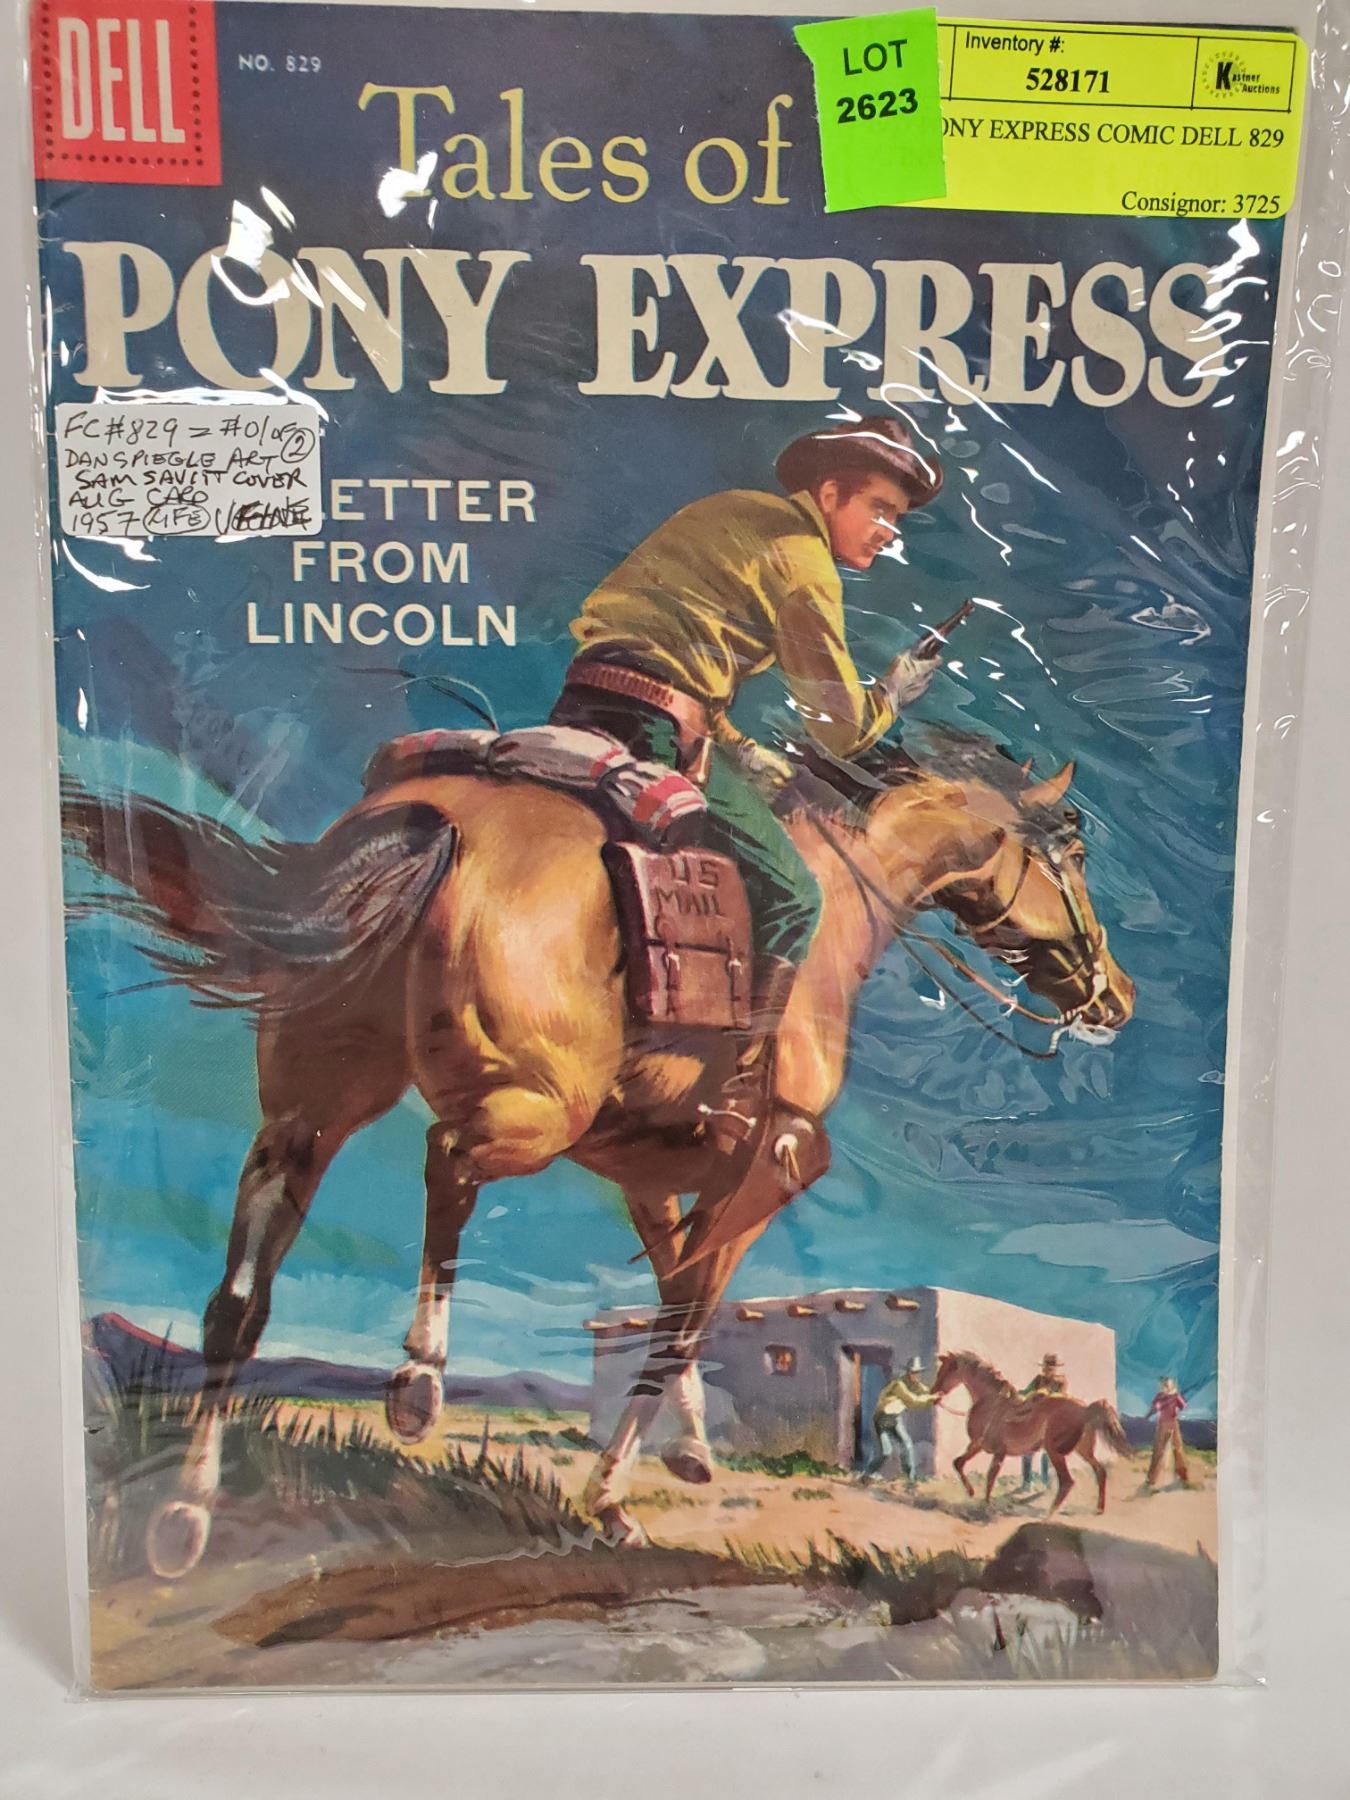 DELL
NO. 829
LOT
2623
Inventory #:
528171
Kastner
Auctions
ONY EXPRESS COMIC DELL 829
Consignor: 3725
Tales of
PONY EXPRESS
FC#829 = #01 OF 2
DAN SPIEGLE ART
SAM SAVITT COVER
AUG CARD
1957 LIFE
LETTER
FROM
LINCOLN
US
MAIL